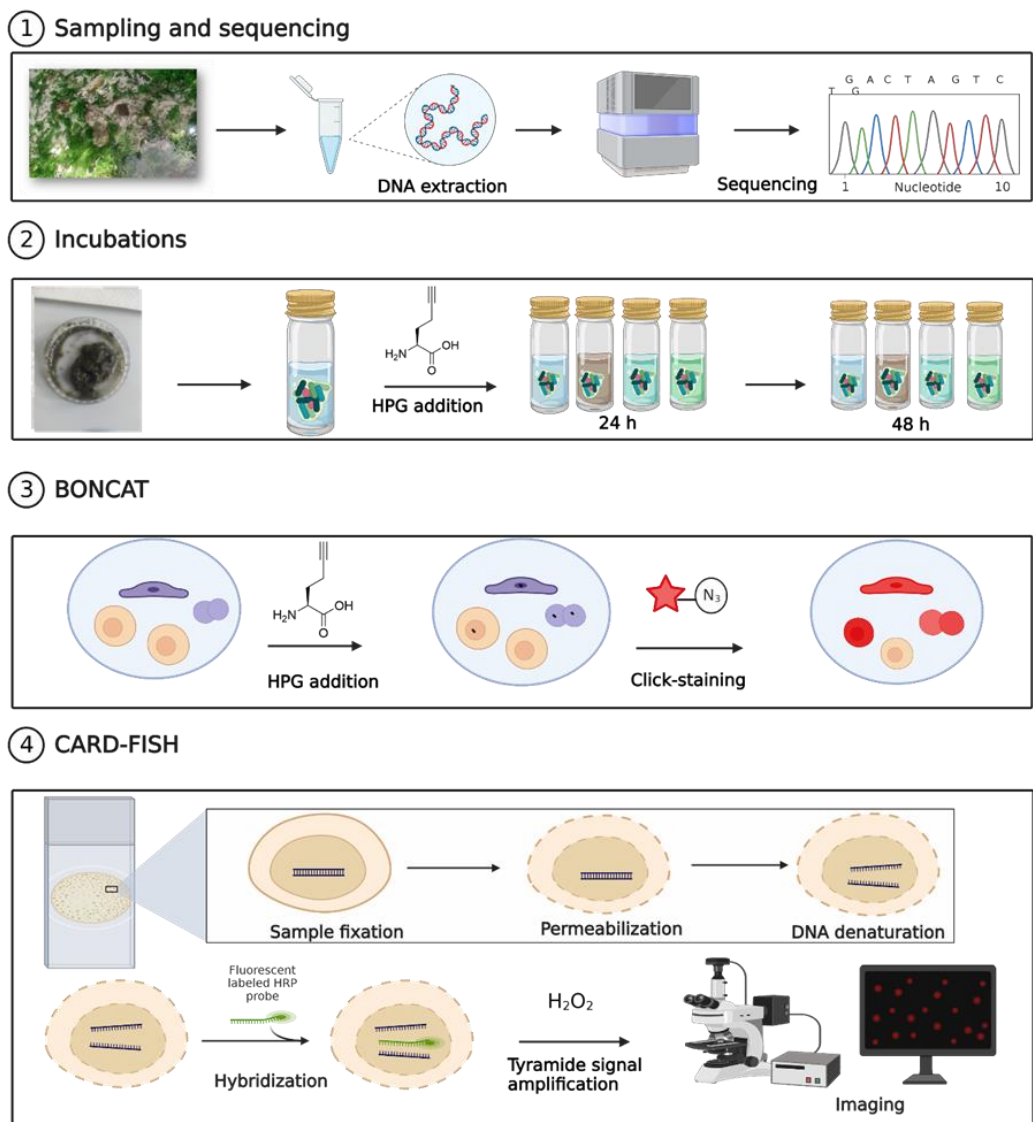 1 Sampling and sequencing
G A C T A G T C
T G
DNA extraction
Sequencing
1 Nucleotide 10
2 Incubations
H₂N
OH
O
HPG addition
24 h
48 h
3 BONCAT
H₂N
OH
O
N₃
HPG addition
Click-staining
4 CARD-FISH
Sample fixation
Permeabilization
DNA denaturation
Fluorescent
labeled HRP
probe
H₂O₂
Hybridization
Tyramide signal
amplification
Imaging